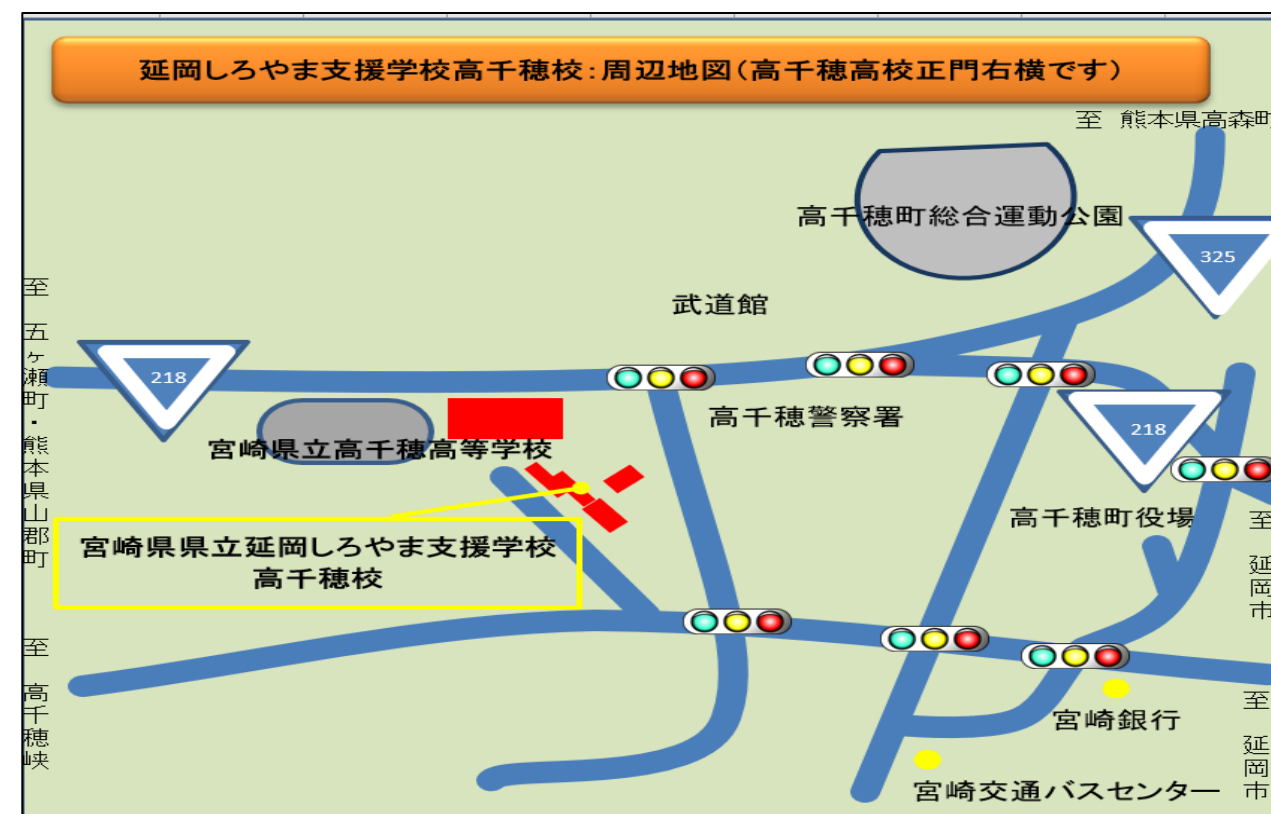 延岡しろやま支援学校高千穂校:周辺地図(高千穂高校正門右横です)
至 熊本県高森町
高千穂町総合運動公園
325
至 五ヶ瀬町・熊本県山都町
武道館
218
高千穂警察署
218
宮崎県立高千穂高等学校
高千穂町役場
至 延岡市
宮崎県県立延岡しろやま支援学校
高千穂校
至 高千穂峡
宮崎銀行
至 延岡市
宮崎交通バスセンター